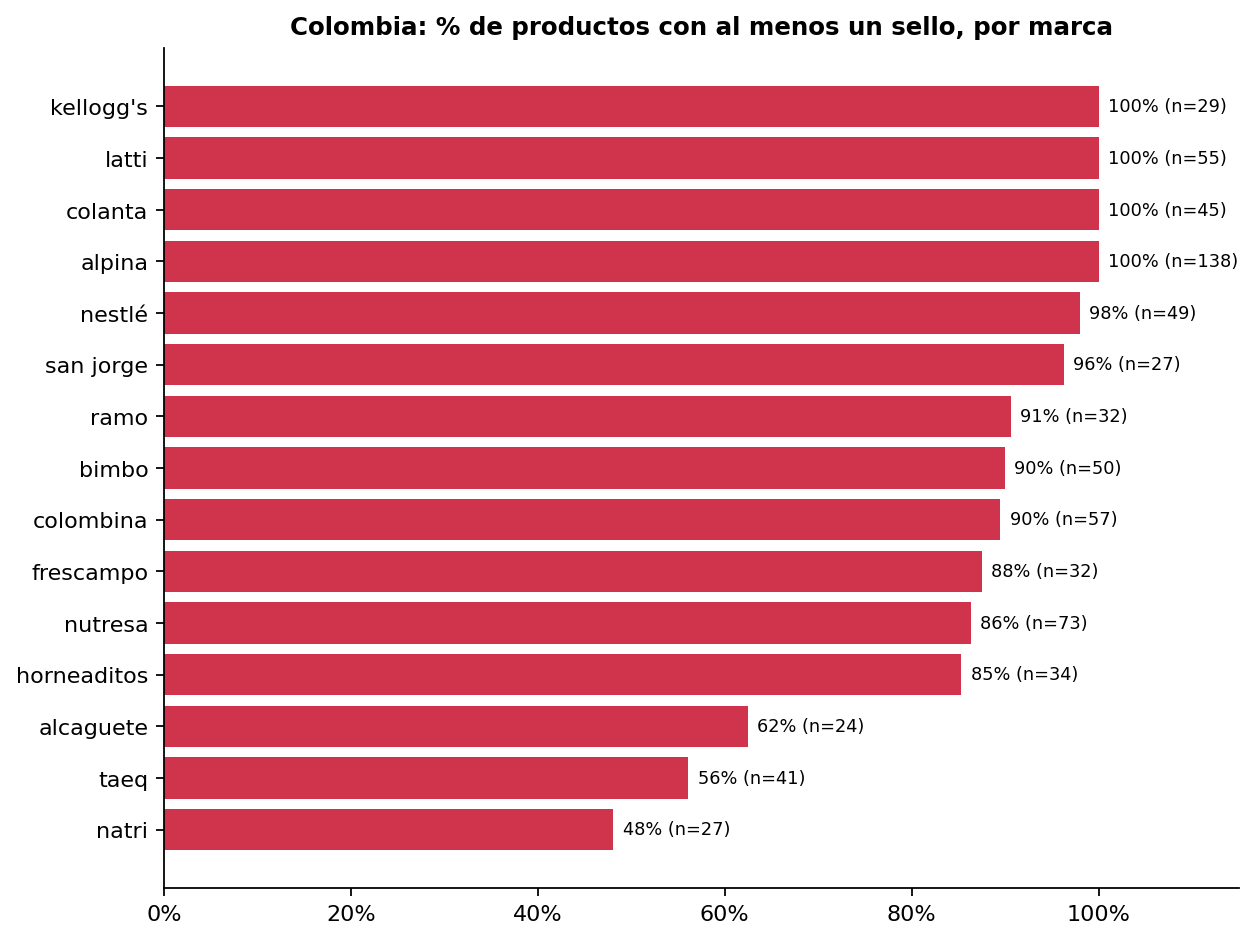 Colombia: % de productos con al menos un sello, por marca
kellogg's 100% (n=29)
latti 100% (n=55)
colanta 100% (n=45)
alpina 100% (n=138)
nestlé 98% (n=49)
san jorge 96% (n=27)
ramo 91% (n=32)
bimbo 90% (n=50)
colombina 90% (n=57)
frescampo 88% (n=32)
nutresa 86% (n=73)
horneaditos 85% (n=34)
alcaguete 62% (n=24)
taeq 56% (n=41)
natri 48% (n=27)
0% 20% 40% 60% 80% 100%